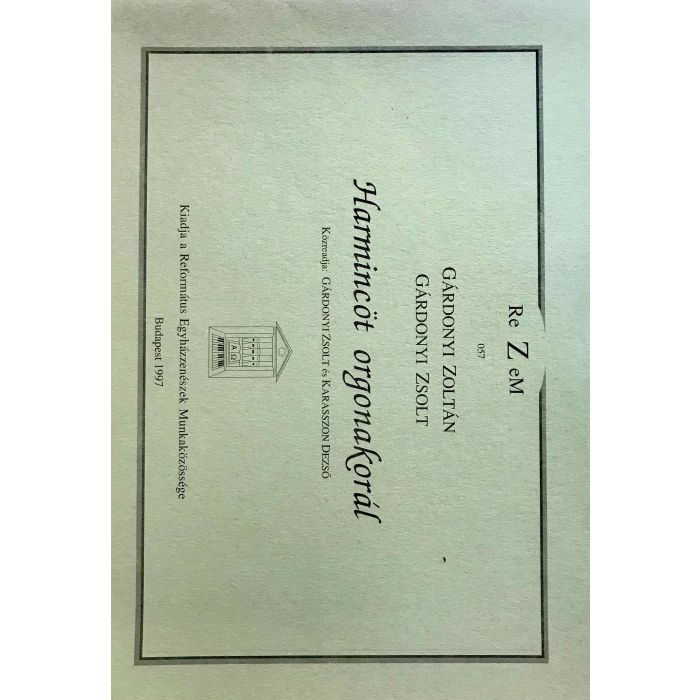 Re Z eM
057
GÁRDONYI ZOLTÁN
GÁRDONYI ZSOLT
Harmincöt orgonakorál
Közreadja: GÁRDONYI ZSOLT és KARASSZON DEZSŐ
A Ω
Kiadja a Református Egyházzenészek Munkaközössége
Budapest 1997